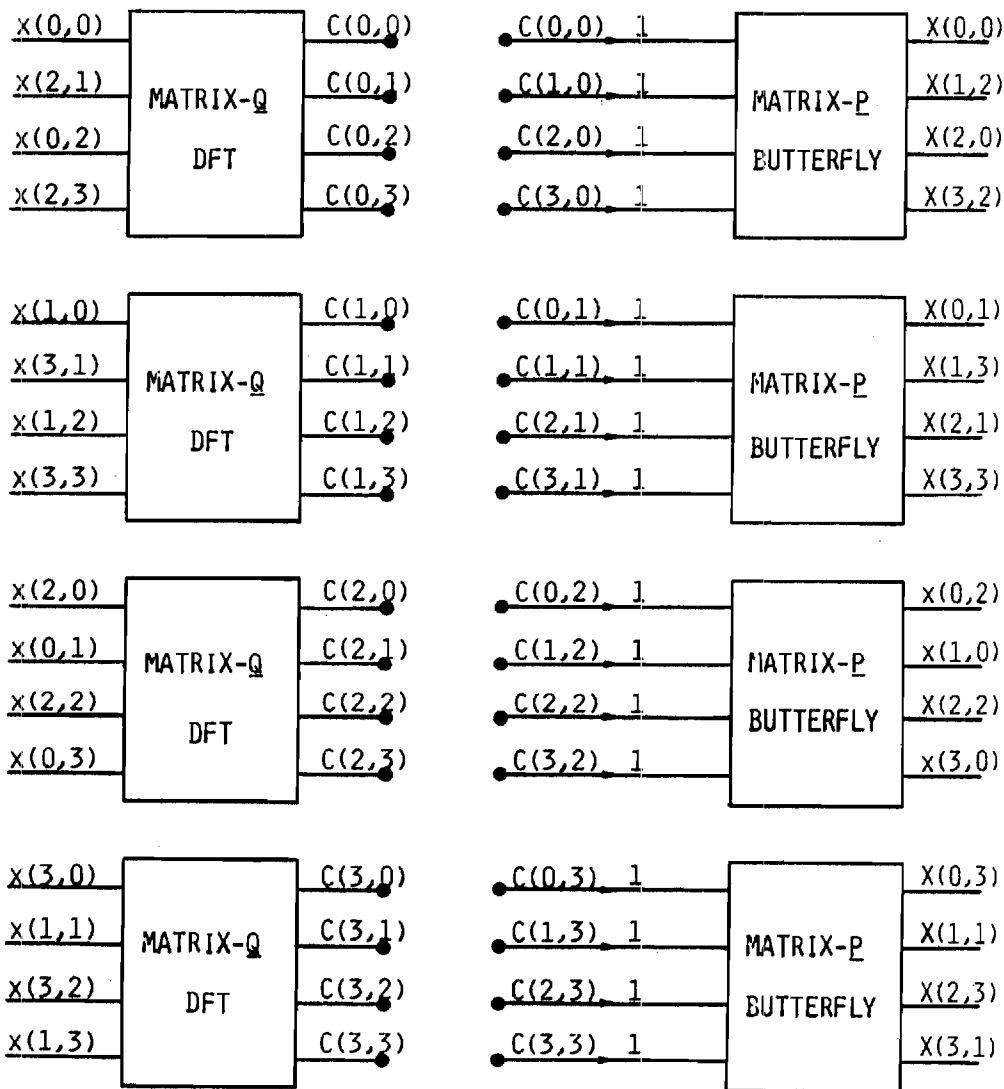 x(0,0) C(0,0) C(0,0) 1 X(0,0)
x(2,1) C(0,1) C(1,0) 1 X(1,2)
MATRIX-Q MATRIX-P
x(0,2) C(0,2) C(2,0) 1 X(2,0)
DFT BUTTERFLY
x(2,3) C(0,3) C(3,0) 1 X(3,2)
x(1,0) C(1,0) C(0,1) 1 X(0,1)
x(3,1) C(1,1) C(1,1) 1 X(1,3)
MATRIX-Q MATRIX-P
x(1,2) C(1,2) C(2,1) 1 X(2,1)
DFT BUTTERFLY
x(3,3) C(1,3) C(3,1) 1 X(3,3)
x(2,0) C(2,0) C(0,2) 1 x(0,2)
x(0,1) C(2,1) C(1,2) 1 x(1,0)
MATRIX-Q MATRIX-P
x(2,2) C(2,2) C(2,2) 1 X(2,2)
DFT BUTTERFLY
x(0,3) C(2,3) C(3,2) 1 x(3,0)
x(3,0) C(3,0) C(0,3) 1 X(0,3)
x(1,1) C(3,1) C(1,3) 1 X(1,1)
MATRIX-Q MATRIX-P
x(3,2) C(3,2) C(2,3) 1 X(2,3)
DFT BUTTERFLY
x(1,3) C(3,3) C(3,3) 1 X(3,1)